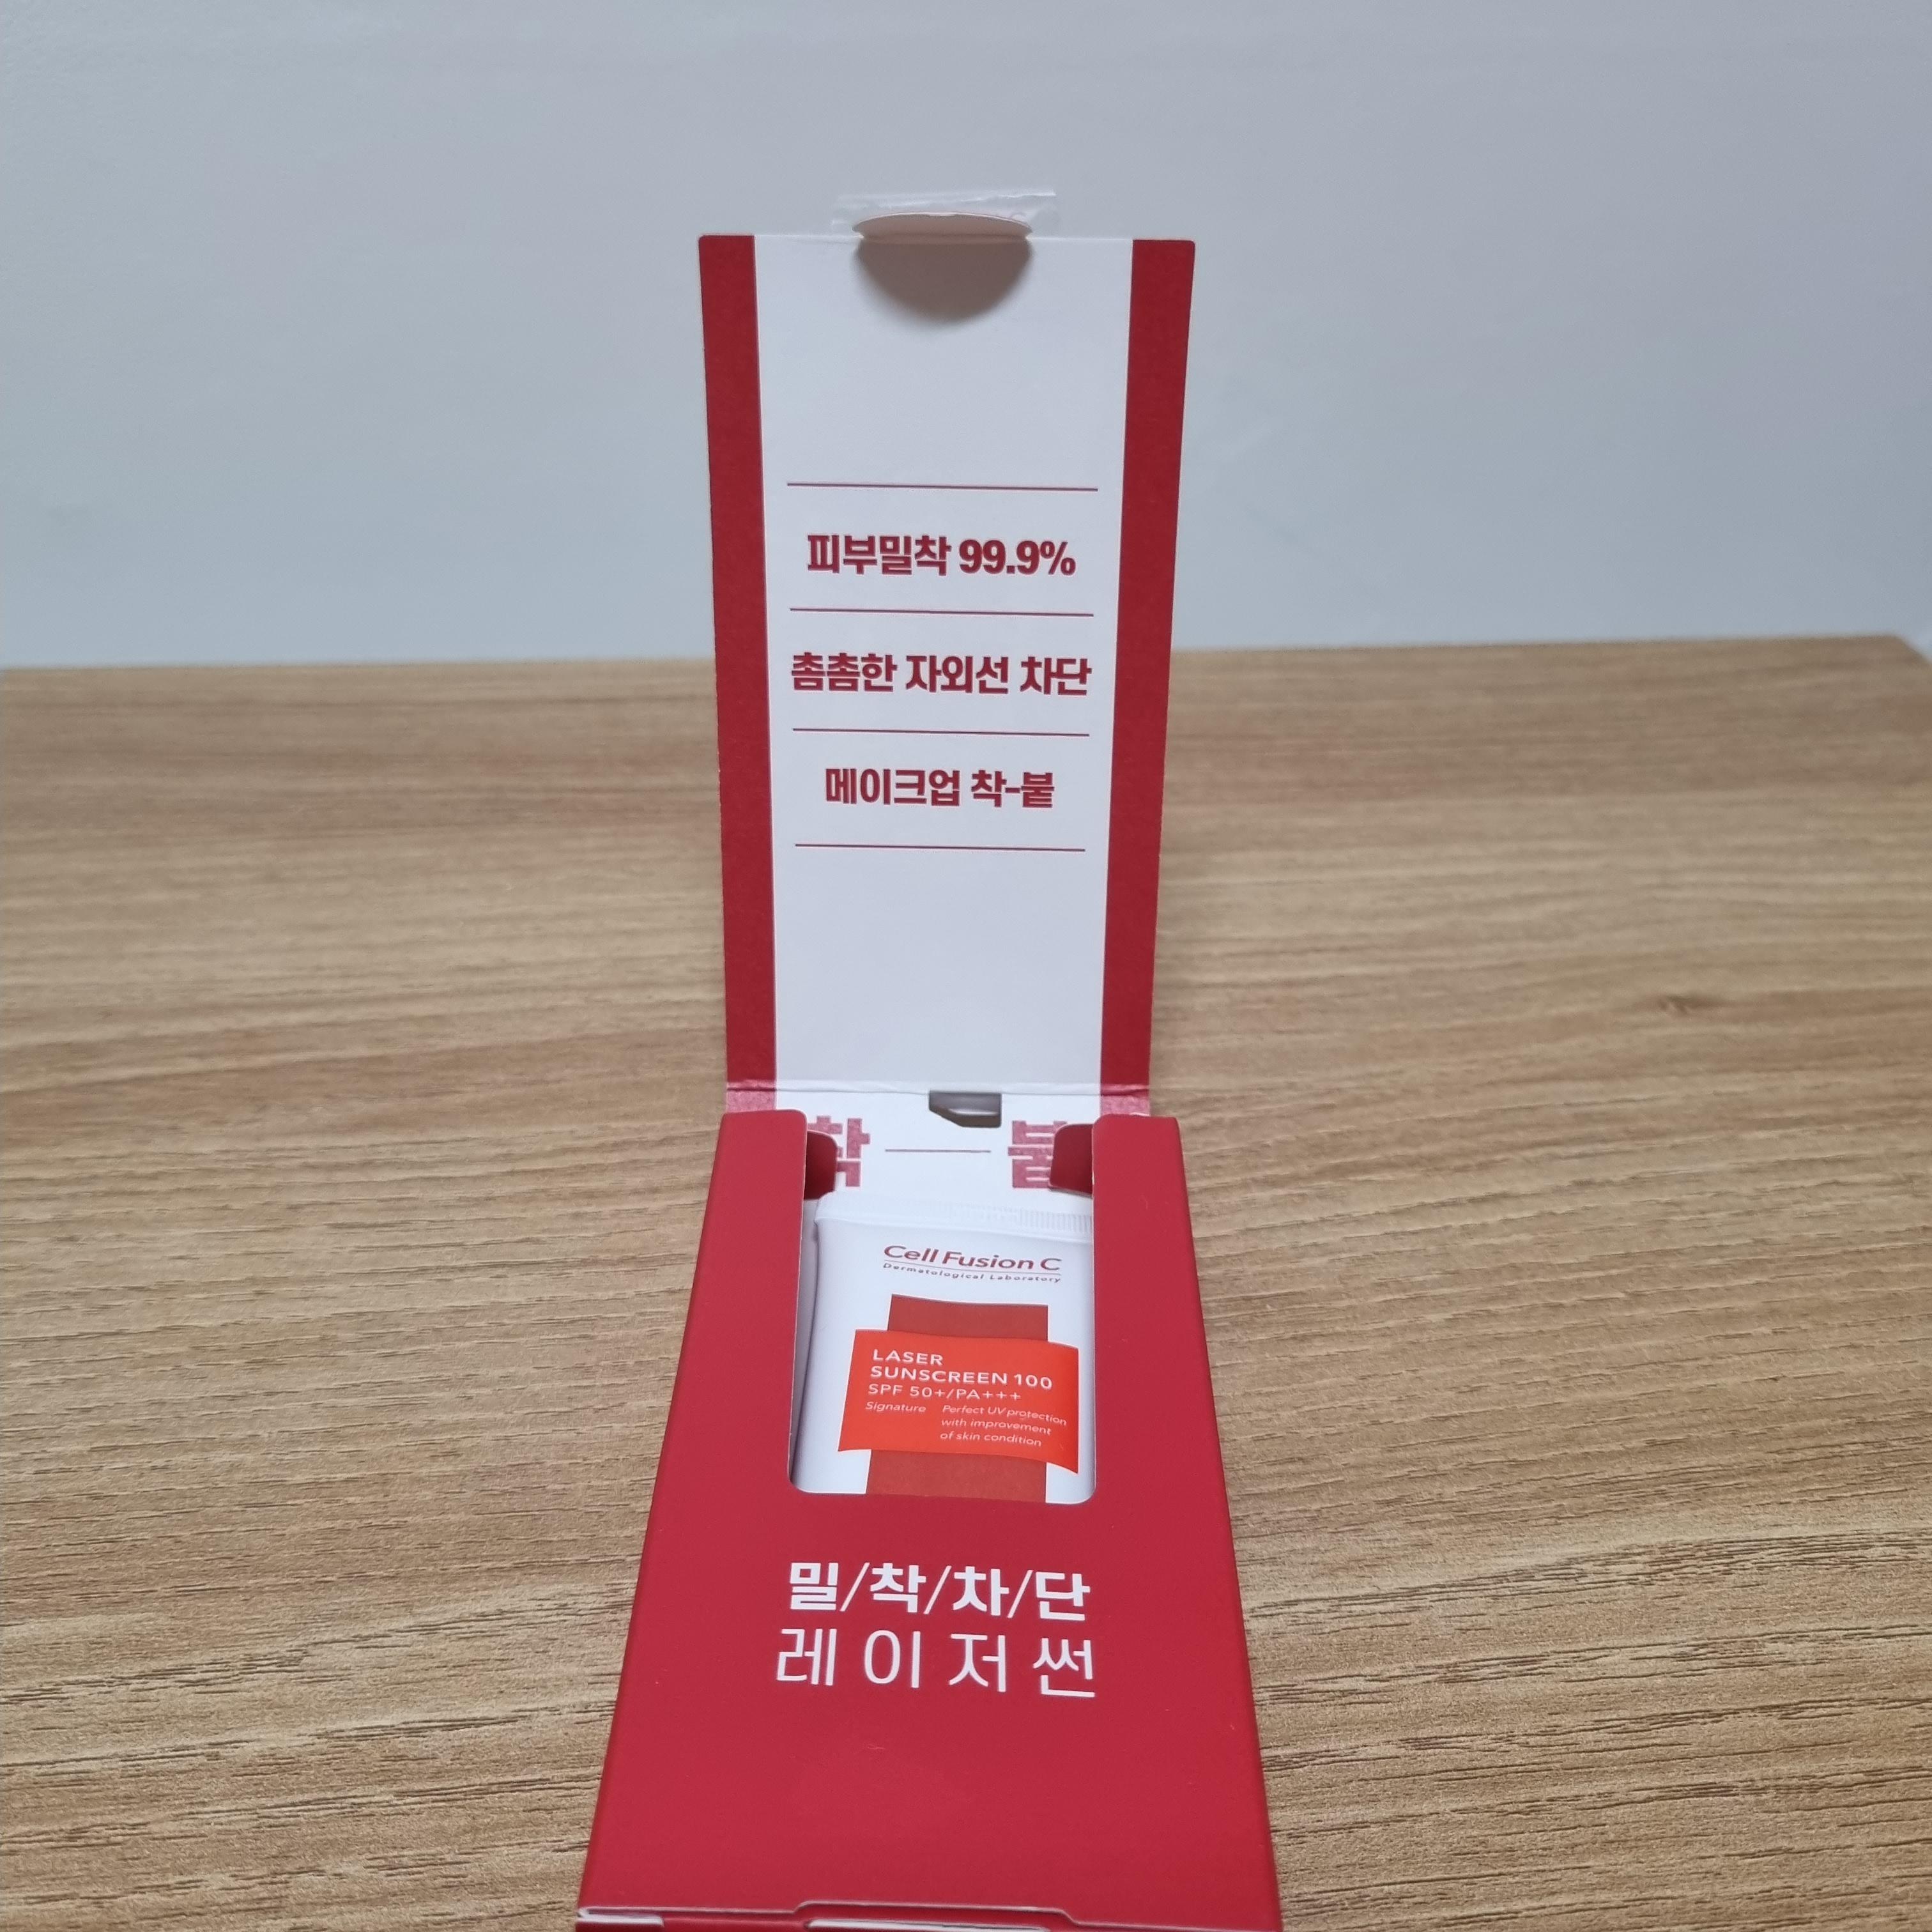 피부밀착 99.9%
촘촘한 자외선 차단
메이크업 착-붙
착 — 붙
Cell Fusion C
Dermatological Laboratory
LASER
SUNSCREEN 100
SPF 50+/PA+++
Signature Perfect UV protection
with improvement
of skin condition
밀/착/차/단
레이저썬